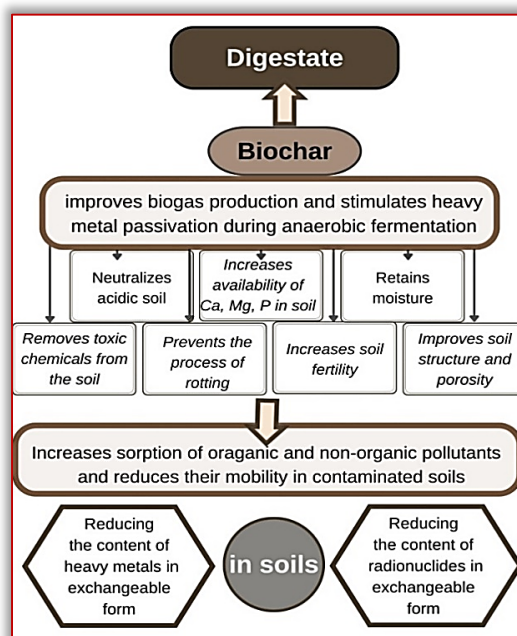 Digestate
Biochar
improves biogas production and stimulates heavy
metal passivation during anaerobic fermentation
Neutralizes
acidic soil
Increases
availability of
Ca, Mg, P in soil
Retains
moisture
Removes toxic
chemicals from
the soil
Prevents the
process of
rotting
Increases soil
fertility
Improves soil
structure and
porosity
Increases sorption of oraganic and non-organic pollutants
and reduces their mobility in contaminated soils
Reducing
the content of
heavy metals in
exchangeable
form
in soils
Reducing
the content of
radionuclides in
exchangeable
form